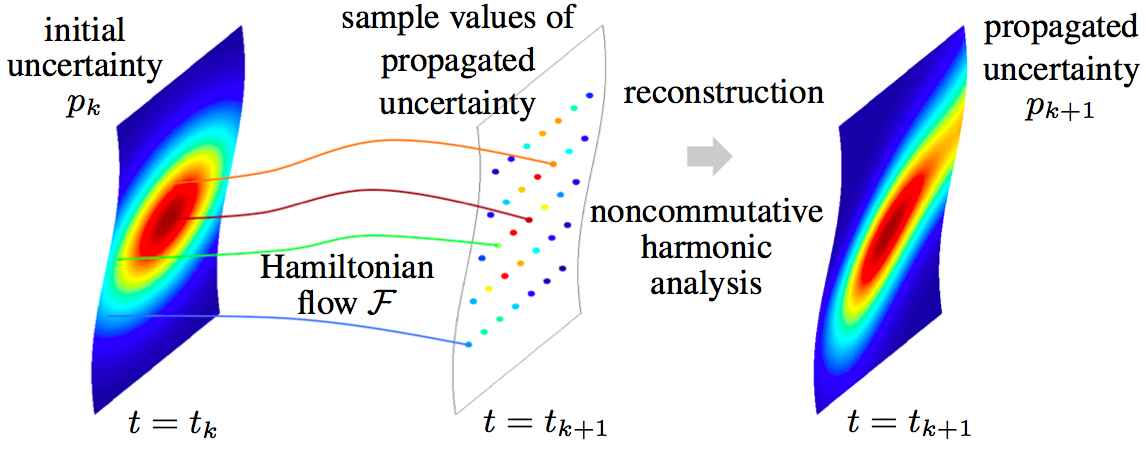 initial
uncertainty
p_k
sample values of
propagated
uncertainty
Hamiltonian
flow ℱ
reconstruction
noncommutative
harmonic
analysis
propagated
uncertainty
p_{k+1}
t = t_k
t = t_{k+1}
t = t_{k+1}